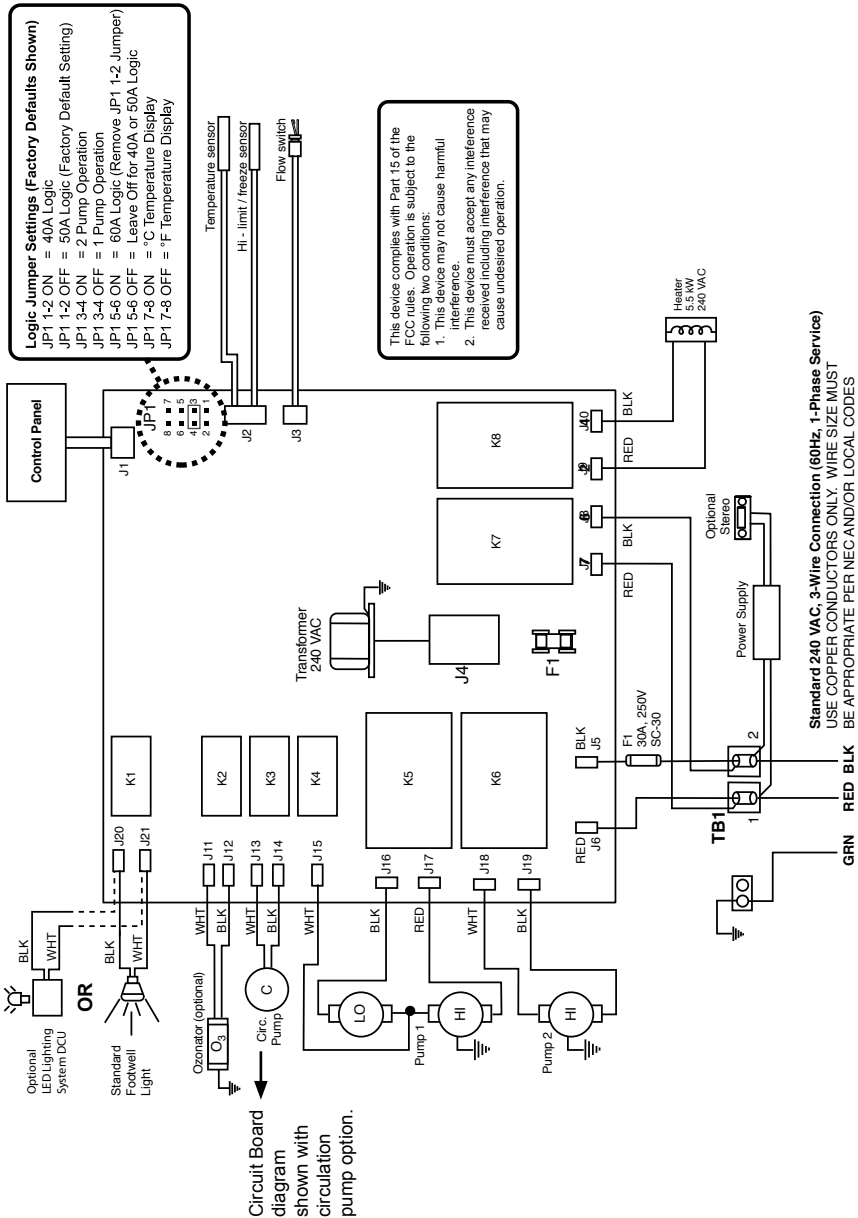 Logic Jumper Settings (Factory Defaults Shown)
JP1 1-2 ON = 40A Logic
JP1 1-2 OFF = 50A Logic (Factory Default Setting)
JP1 3-4 ON = 2 Pump Operation
JP1 3-4 OFF = 1 Pump Operation
JP1 5-6 ON = 60A Logic (Remove JP1 1-2 Jumper)
JP1 5-6 OFF = Leave Off for 40A or 50A Logic
JP1 7-8 ON = °C Temperature Display
JP1 7-8 OFF = °F Temperature Display
Control Panel
J1
JP1
8 7
6 5
4 3
2 1
J2
J3
Temperature sensor
Hi - limit / freeze sensor
Flow switch
This device complies with Part 15 of the
FCC rules. Operation is subject to the
following two conditions:
1. This device may not cause harmful
interference.
2. This device must accept any interference
received including interference that may
cause undesired operation.
Optional
LED Lighting
System DCU
BLK
WHT
OR
Standard
Footwell
Light
BLK
WHT
J20
J21
K1
Ozonator (optional)
O3
WHT
BLK
J11
J12
K2
Circ.
Pump
C
WHT
BLK
J13
J14
K3
Circuit Board
diagram
shown with
circulation
pump option.
WHT
J15
K4
LO
HI
Pump 1
BLK
RED
J16
J17
K5
Pump 2
HI
WHT
BLK
J18
J19
K6
Transformer
240 VAC
J4
F1
K7
K8
J7
RED
BLK
RED
BLK
Heater
5.5 kW
240 VAC
RED
J6
BLK
J5
F1
30A, 250V
SC-30
TB1
1
2
Power Supply
Optional
Stereo
GRN
RED
BLK
Standard 240 VAC, 3-Wire Connection (60Hz, 1-Phase Service)
USE COPPER CONDUCTORS ONLY. WIRE SIZE MUST
BE APPROPRIATE PER NEC AND/OR LOCAL CODES